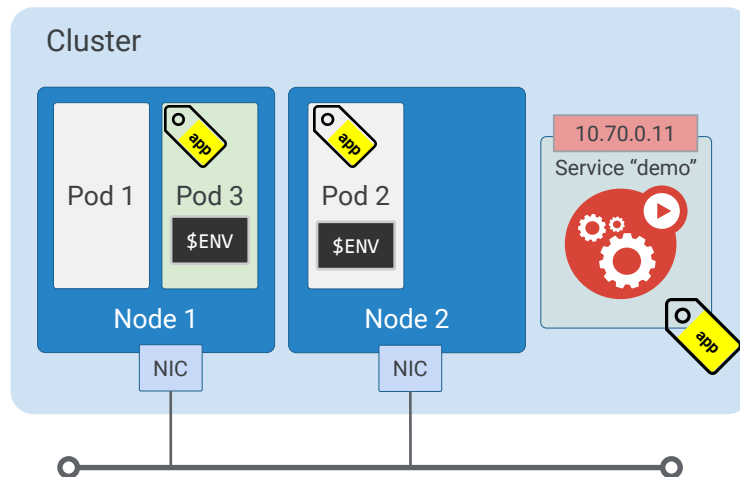 Cluster
Pod 1
app
Pod 3
$ENV
Node 1
NIC
app
Pod 2
$ENV
Node 2
NIC
10.70.0.11
Service “demo”
app